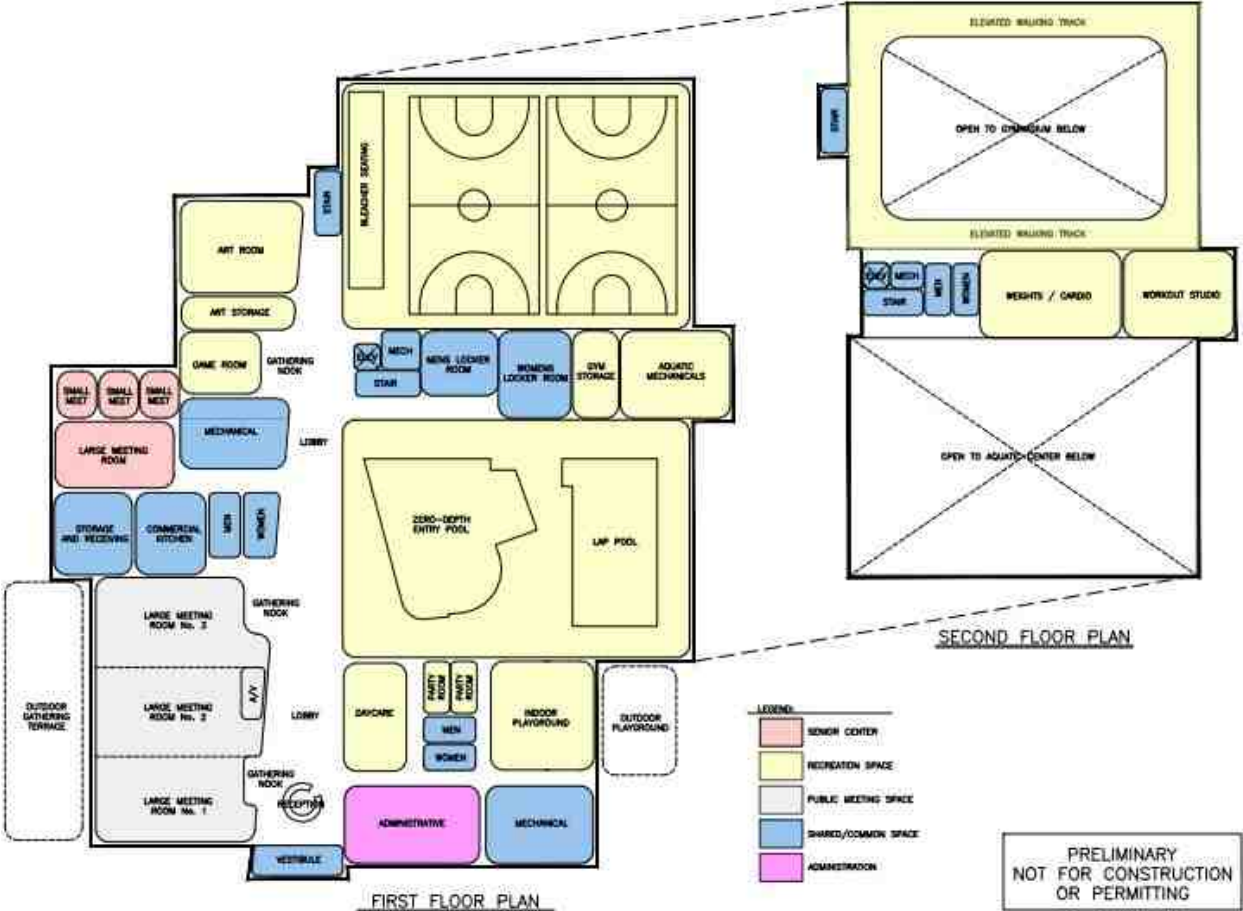 ELEVATED WALKING TRACK
STAIR
OPEN TO GYMNASIUM BELOW
ELEVATED WALKING TRACK
ELEV
MECH
STAIR
MEN
WOMEN
WEIGHTS / CARDIO
WORKOUT STUDIO
OPEN TO AQUATIC CENTER BELOW
SECOND FLOOR PLAN
BLEACHER SEATING
STAIR
ART ROOM
ART STORAGE
GAME ROOM
GATHERING
NOOK
ELEV
MECH
STAIR
MENS LOCKER
ROOM
WOMENS
LOCKER ROOM
GYM
STORAGE
AQUATIC
MECHANICALS
SMALL
MEET
SMALL
MEET
SMALL
MEET
MECHANICAL
LOBBY
LARGE MEETING
ROOM
STORAGE
AND RECEIVING
COMMERCIAL
KITCHEN
MEN
WOMEN
ZERO-DEPTH
ENTRY POOL
LAP POOL
GATHERING
NOOK
LARGE MEETING
ROOM No. 3
LARGE MEETING
ROOM No. 2
A/V
LOBBY
OUTDOOR
GATHERING
TERRACE
DAYCARE
PARTY
ROOM
PARTY
ROOM
MEN
WOMEN
INDOOR
PLAYGROUND
OUTDOOR
PLAYGROUND
GATHERING
NOOK
LARGE MEETING
ROOM No. 1
RECEPTION
ADMINISTRATIVE
MECHANICAL
VESTIBULE
FIRST FLOOR PLAN
LEGEND:
SENIOR CENTER
RECREATION SPACE
PUBLIC MEETING SPACE
SHARED/COMMON SPACE
ADMINISTRATION
PRELIMINARY
NOT FOR CONSTRUCTION
OR PERMITTING